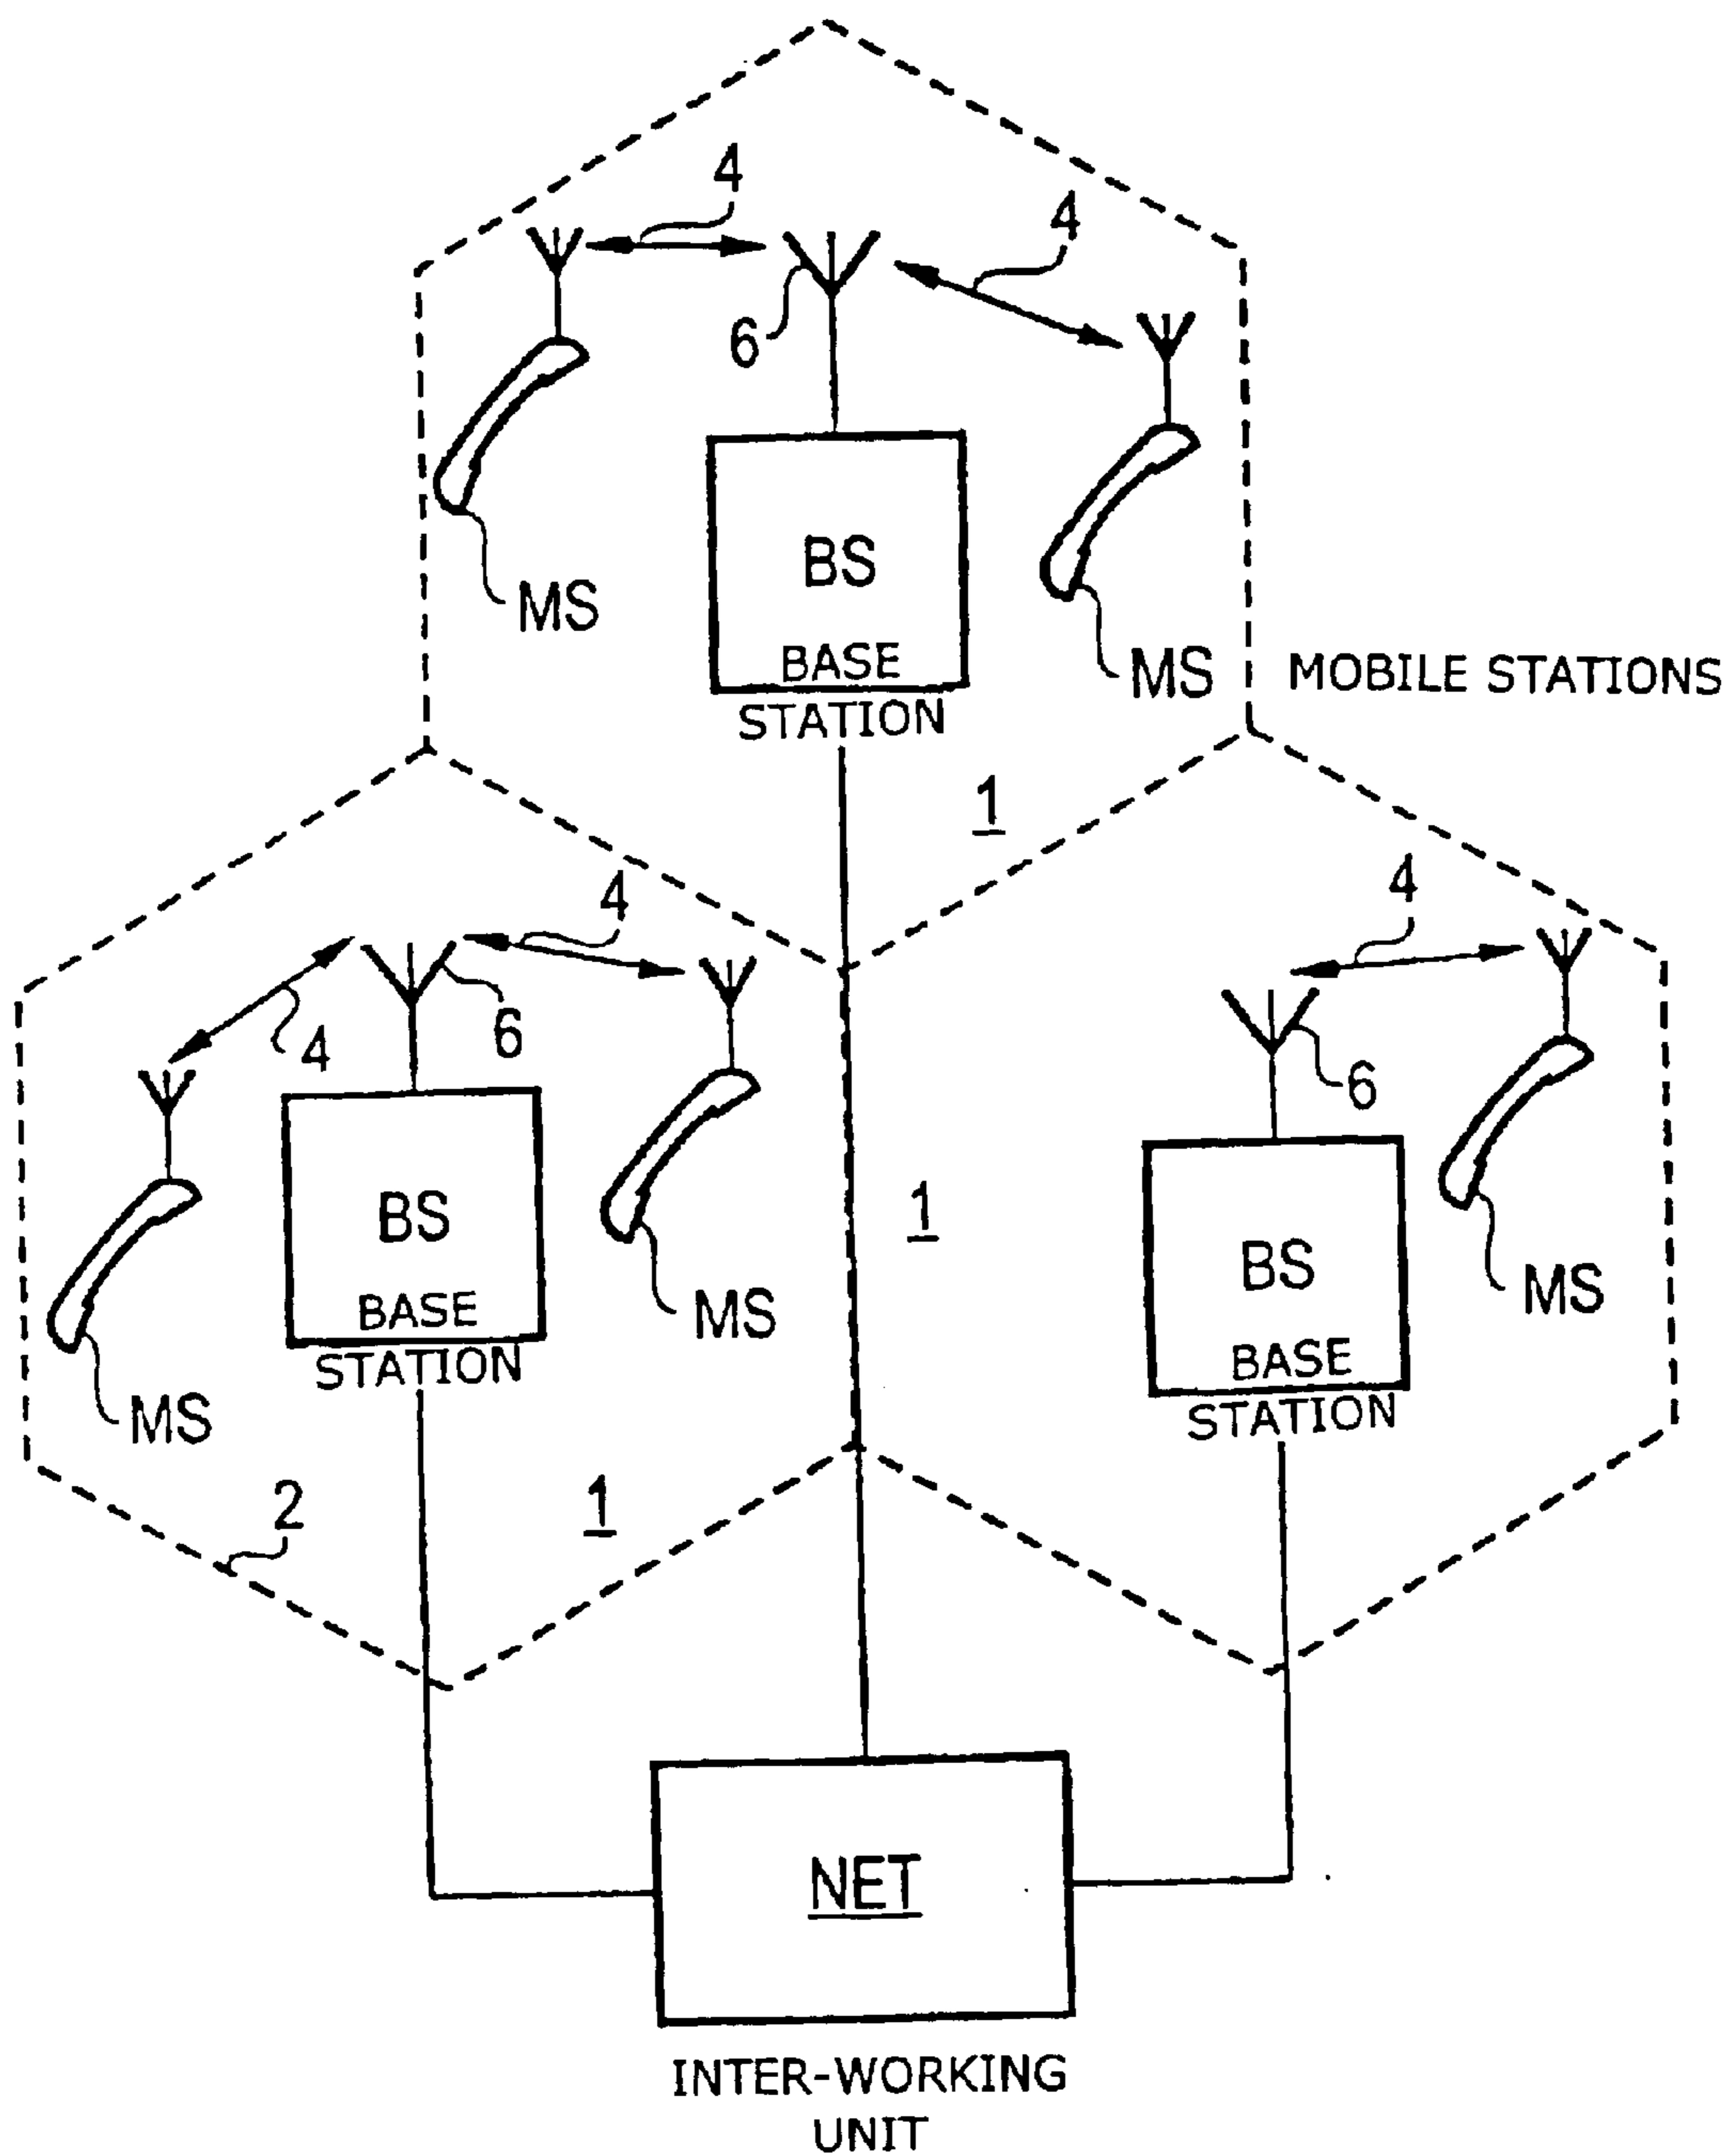 4
4
6
BS
BASE
STATION
MS
MS
MOBILE STATIONS
1
4
4
4
6
6
BS
BASE
STATION
MS
MS
1
BS
BASE
STATION
MS
2
1
NET
INTER-WORKING
UNIT